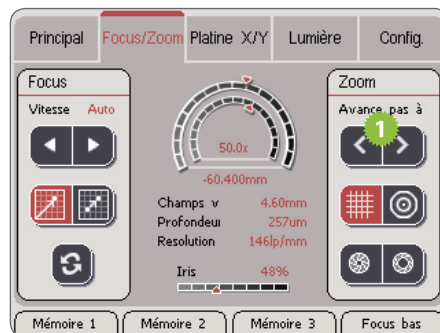 Principal Focus/Zoom Platine X/Y Lumière Config.
Focus
Vitesse Auto
50.0x
-60.400mm
Champs v 4.60mm
Profondeur 257um
Resolution 146lp/mm
Iris 48%
Zoom
Avance pas à
1
Mémoire 1 Mémoire 2 Mémoire 3 Focus bas